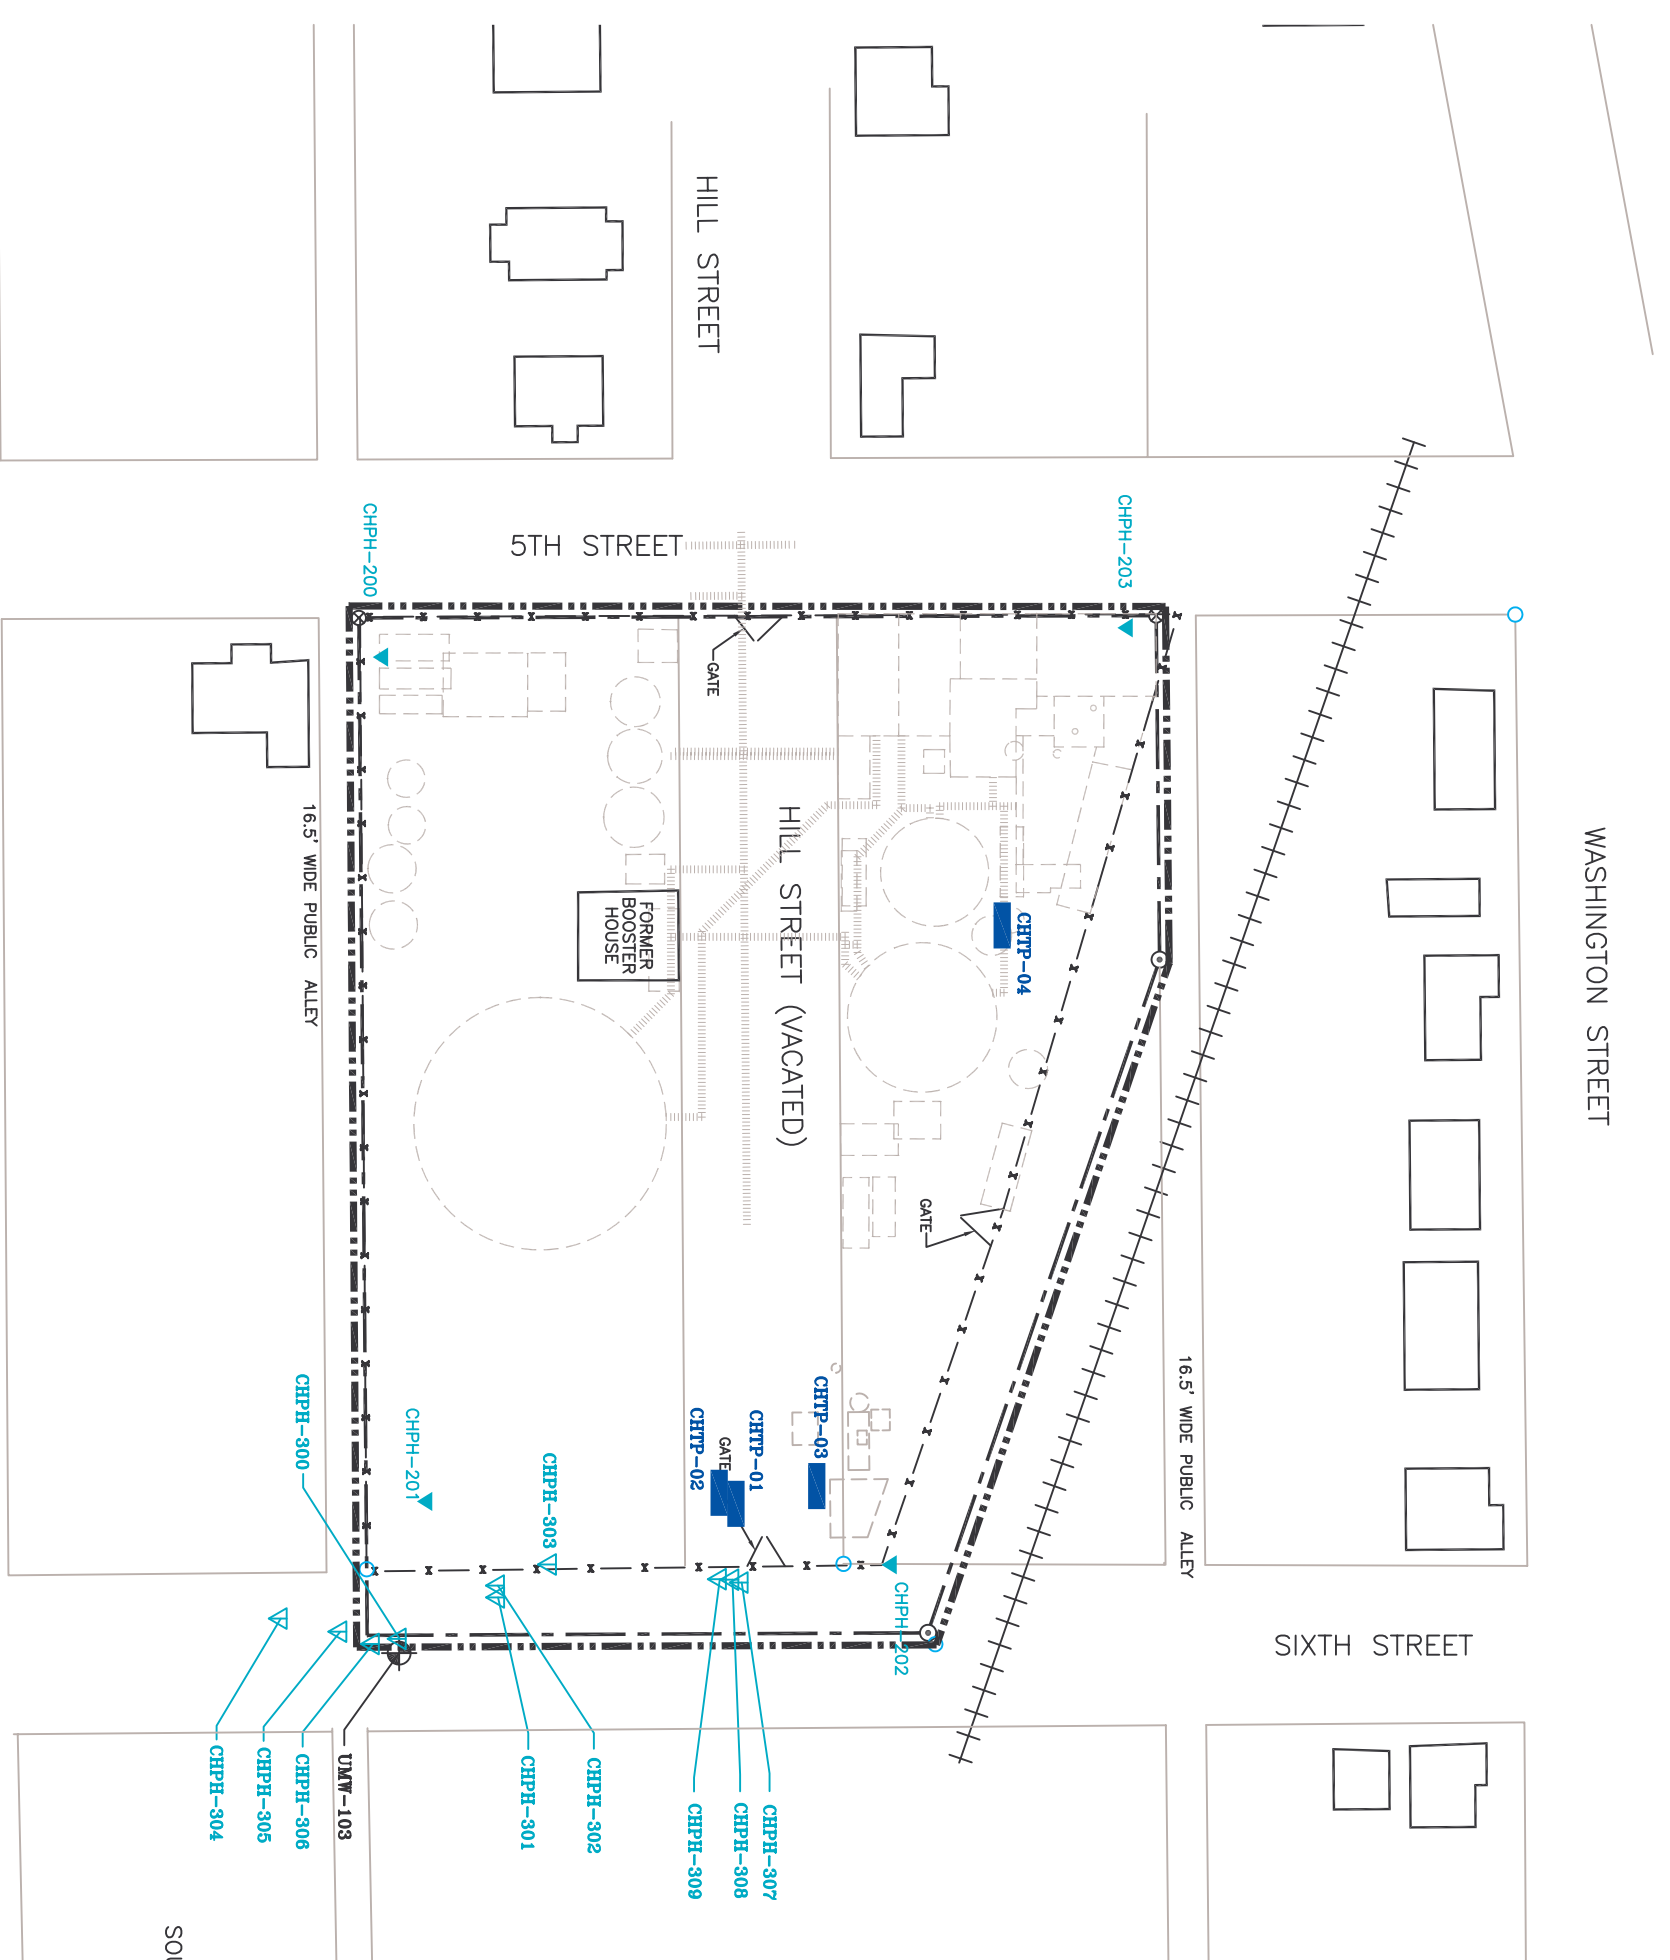 HILL STREET
5TH STREET
CHPH-200
CHPH-203
GATE
WASHINGTON STREET
16.5' WIDE PUBLIC ALLEY
HILL STREET (VACATED)
FORMER
BOOSTER
HOUSE
CHTP-04
GATE
16.5' WIDE PUBLIC ALLEY
CHPH-300
CHPH-201
CHPH-303
CHTP-02
GATE
CHTP-01
CHTP-03
CHPH-202
SIXTH STREET
CHPH-304
CHPH-305
CHPH-306
UMW-103
CHPH-301
CHPH-302
CHPH-309
CHPH-308
CHPH-307